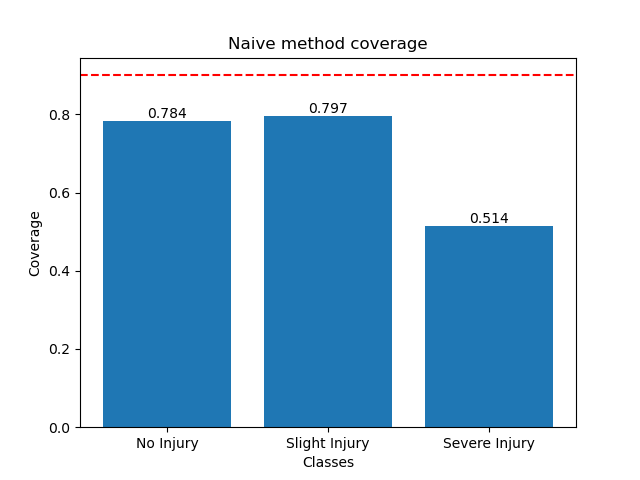 Naive method coverage
0.784
0.797
0.514
0.8
0.6
0.4
0.2
0.0
Coverage
No Injury
Slight Injury
Severe Injury
Classes